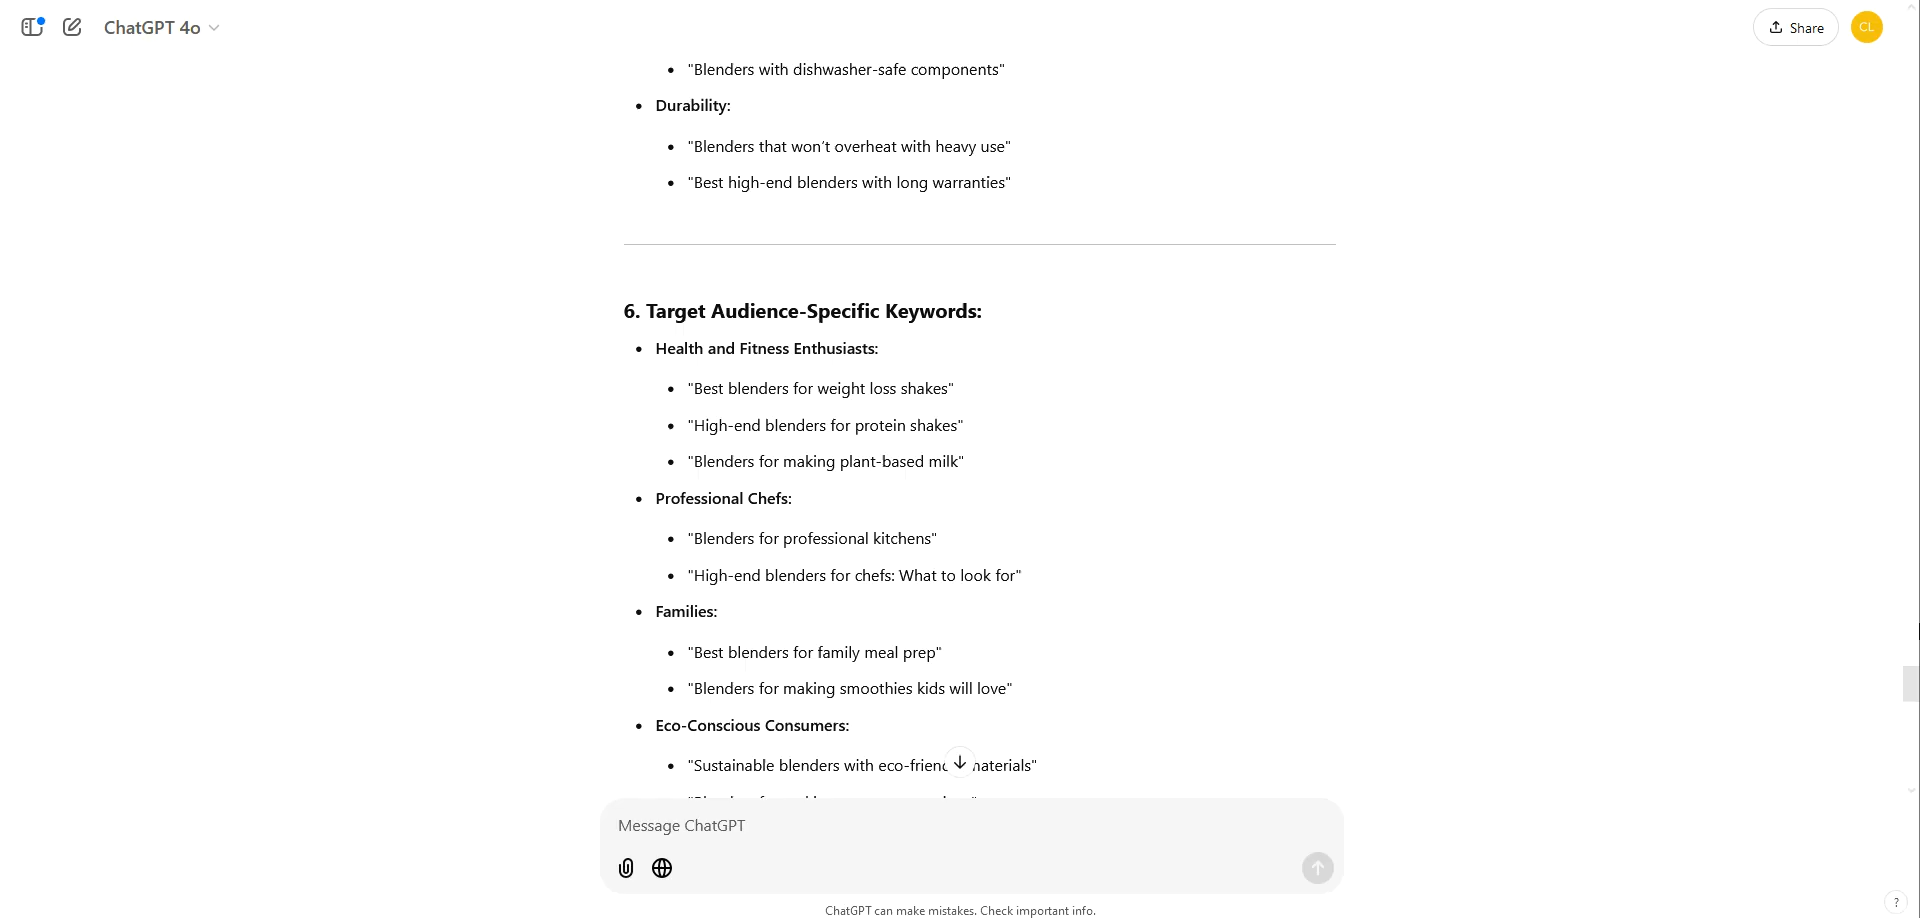 ChatGPT 4o
Share
CL
"Blenders with dishwasher-safe components"
Durability:
"Blenders that won't overheat with heavy use"
"Best high-end blenders with long warranties"
6. Target Audience-Specific Keywords:
Health and Fitness Enthusiasts:
"Best blenders for weight loss shakes"
"High-end blenders for protein shakes"
"Blenders for making plant-based milk"
Professional Chefs:
"Blenders for professional kitchens"
"High-end blenders for chefs: What to look for"
Families:
"Best blenders for family meal prep"
"Blenders for making smoothies kids will love"
Eco-Conscious Consumers:
"Sustainable blenders with eco-friendly materials"
Message ChatGPT
ChatGPT can make mistakes. Check important info.
?